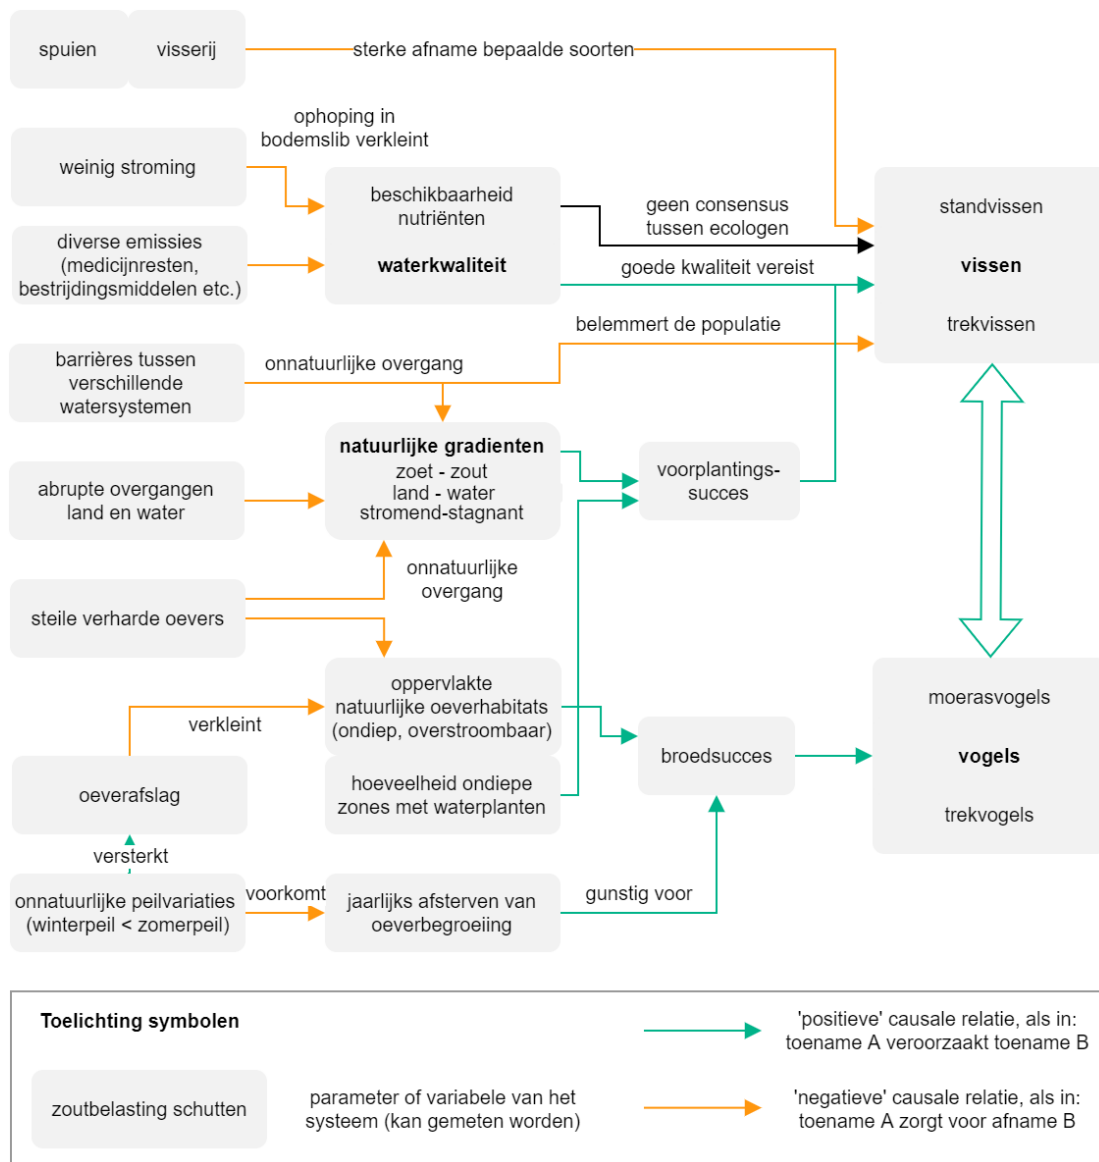 spuien
visserij
sterke afname bepaalde soorten
ophoping in
bodemslib verkleint
weinig stroming
beschikbaarheid
nutriënten
waterkwaliteit
geen consensus
tussen ecologen
goede kwaliteit vereist
standvissen
vissen
trekvissen
diverse emissies
(medicijnresten,
bestrijdingsmiddelen etc.)
belemmert de populatie
barrières tussen
verschillende
watersystemen
onnatuurlijke overgang
natuurlijke gradienten
zoet - zout
land - water
stromend-stagnant
voorplantings-
succes
abrupte overgangen
land en water
onnatuurlijke
overgang
steile verharde oevers
oppervlakte
natuurlijke oeverhabitats
(ondiep, overstroombaar)
verkleint
hoeveelheid ondiepe
zones met waterplanten
broedsucces
moerasvogels
vogels
trekvogels
oeverafslag
versterkt
onnatuurlijke peilvariaties
(winterpeil < zomerpeil)
voorkomt
jaarlijks afsterven van
oeverbegroeiing
gunstig voor
Toelichting symbolen
'positieve' causale relatie, als in:
toename A veroorzaakt toename B
zoutbelasting schutten
parameter of variabele van het
systeem (kan gemeten worden)
'negatieve' causale relatie, als in:
toename A zorgt voor afname B